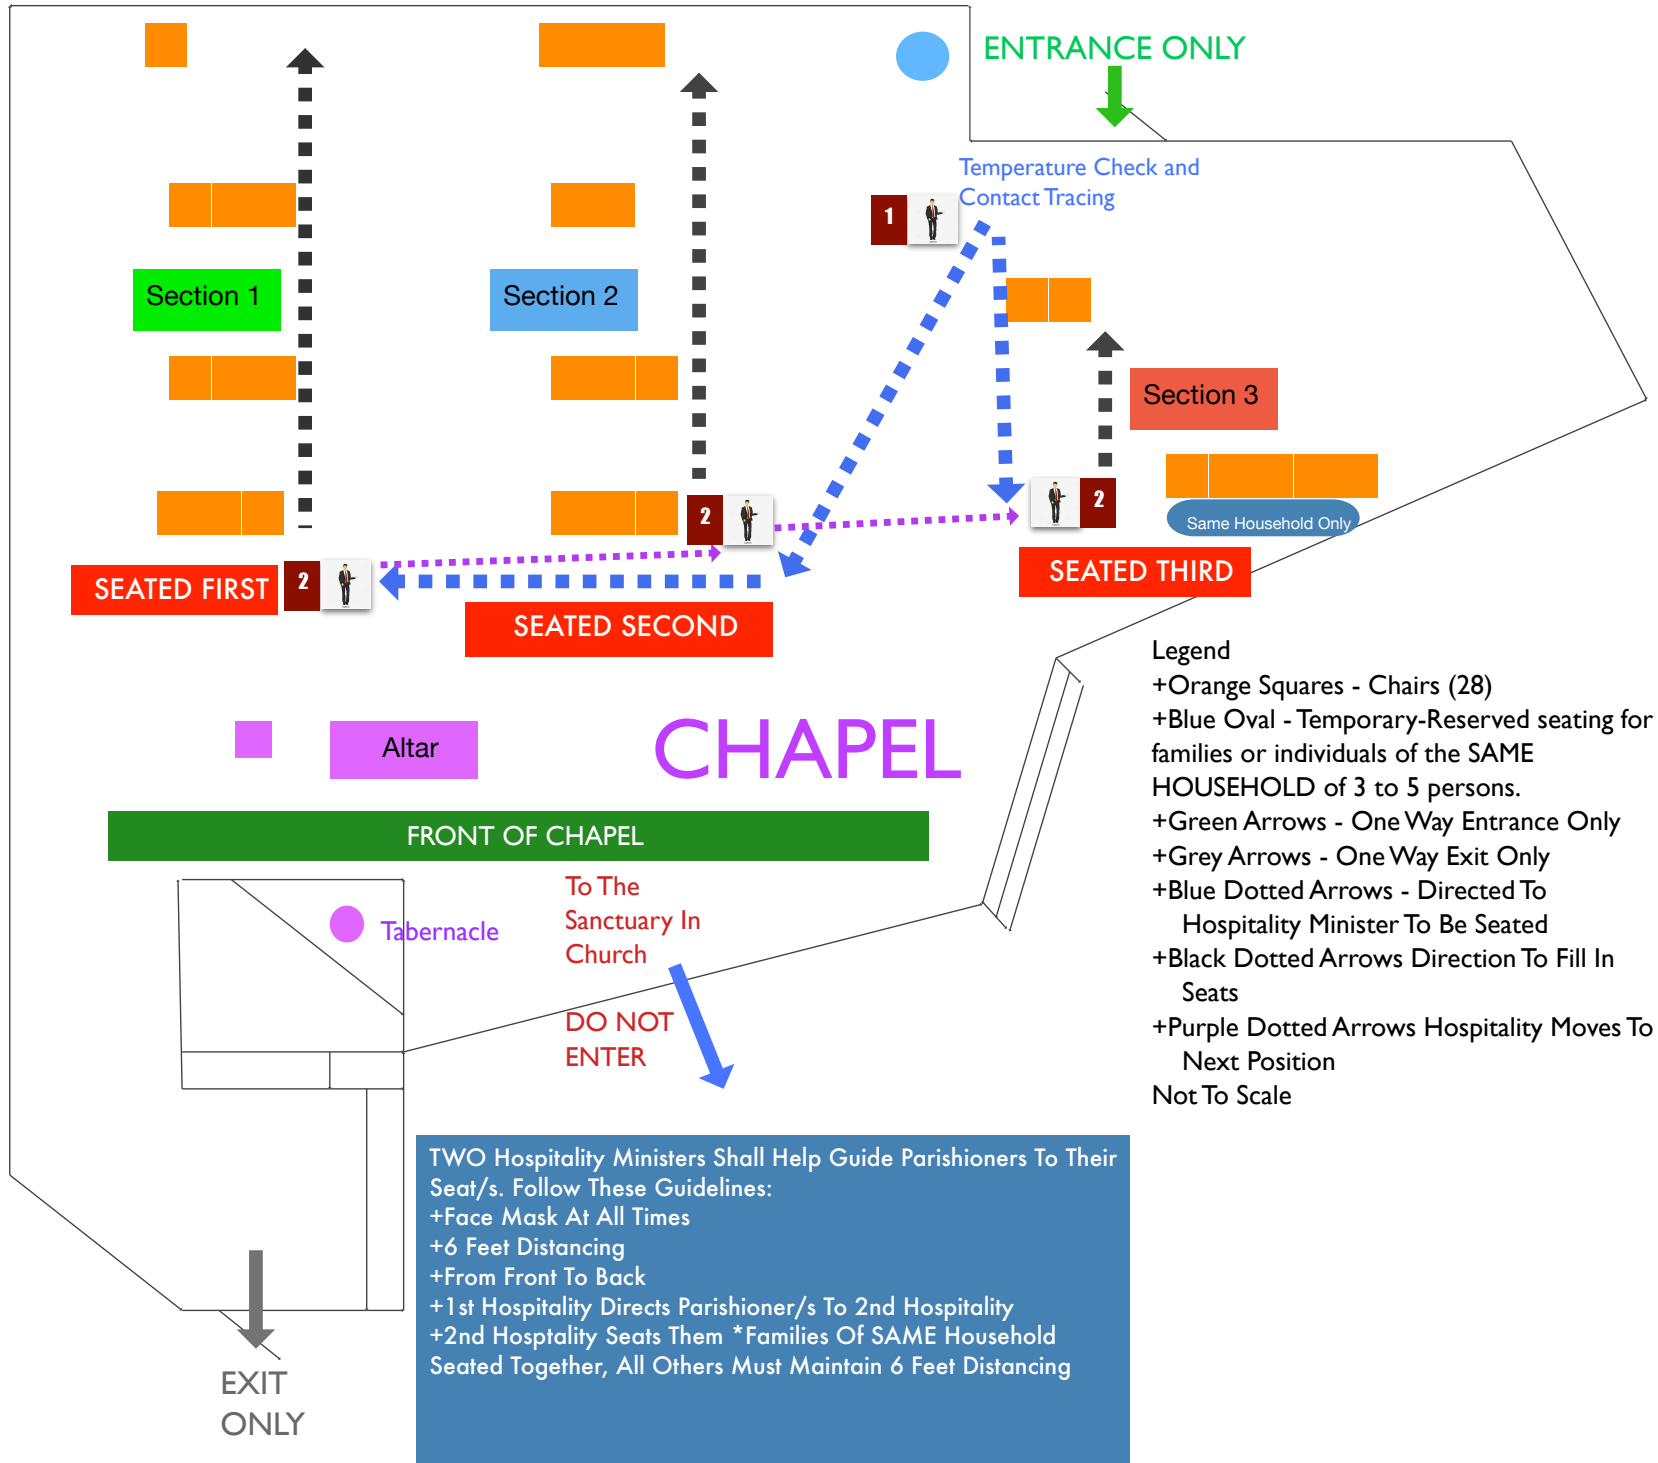 ENTRANCE ONLY
Temperature Check and
Contact Tracing
1
Section 1
Section 2
Section 3
2
2
Same Household Only
2
SEATED FIRST
SEATED SECOND
SEATED THIRD
Altar
CHAPEL
FRONT OF CHAPEL
Tabernacle
To The
Sanctuary In
Church
DO NOT
ENTER
Legend
+Orange Squares - Chairs (28)
+Blue Oval - Temporary-Reserved seating for
families or individuals of the SAME
HOUSEHOLD of 3 to 5 persons.
+Green Arrows - One Way Entrance Only
+Grey Arrows - One Way Exit Only
+Blue Dotted Arrows - Directed To
Hospitality Minister To Be Seated
+Black Dotted Arrows Direction To Fill In
Seats
+Purple Dotted Arrows Hospitality Moves To
Next Position
Not To Scale
TWO Hospitality Ministers Shall Help Guide Parishioners To Their
Seat/s. Follow These Guidelines:
+Face Mask At All Times
+6 Feet Distancing
+From Front To Back
+1st Hospitality Directs Parishioner/s To 2nd Hospitality
+2nd Hosptality Seats Them *Families Of SAME Household
Seated Together, All Others Must Maintain 6 Feet Distancing
EXIT
ONLY